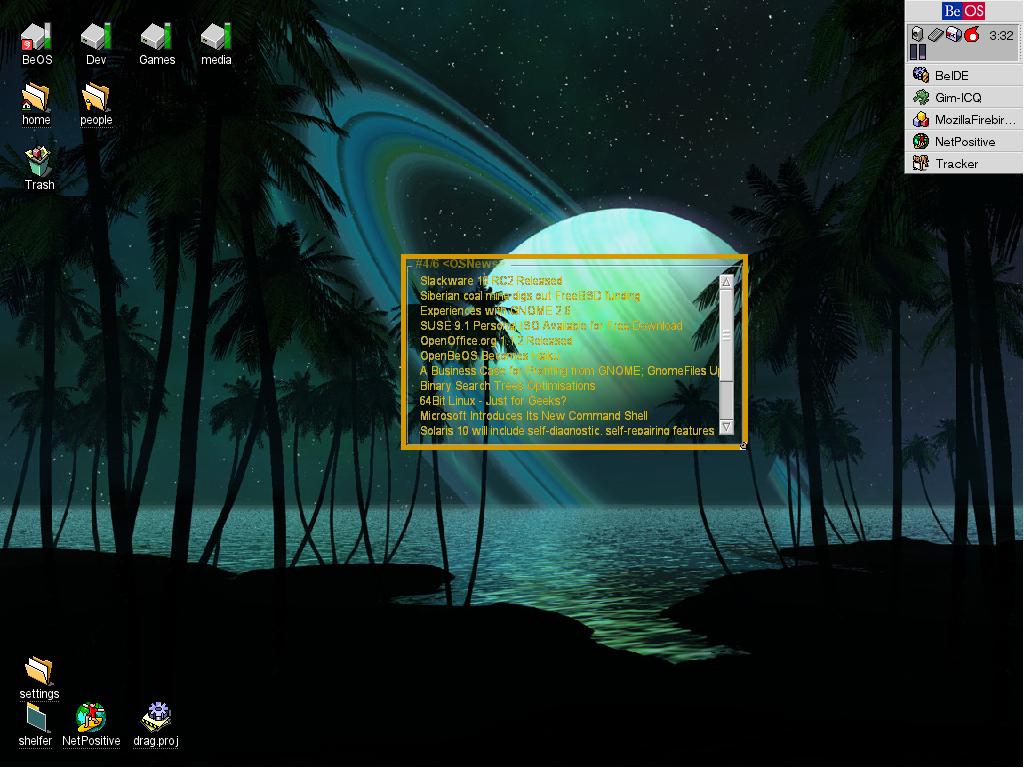 BeOS
Dev
Games
media
home
people
Trash
BeOS
3:32
BeIDE
Gim-ICQ
MozillaFirebir...
NetPositive
Tracker
#4/6 <OSNews>
Slackware RC2 Released
Siberian coal mine digs out FreeBSD funding
Experiences with GNOME 2.6
SUSE 9.1 Personal ISO Available for Free Download
OpenOffice.org 1.1.2 Released
OpenBeOS Becomes Haiku
A Business Case for Profiting from GNOME; GnomeFiles Up
Binary Search Trees Optimisations
64Bit Linux - Just for Geeks?
Microsoft Introduces Its New Command Shell
Solaris 10 will include self-diagnostic, self-repairing features
settings
shelfer
NetPositive
drag.proj